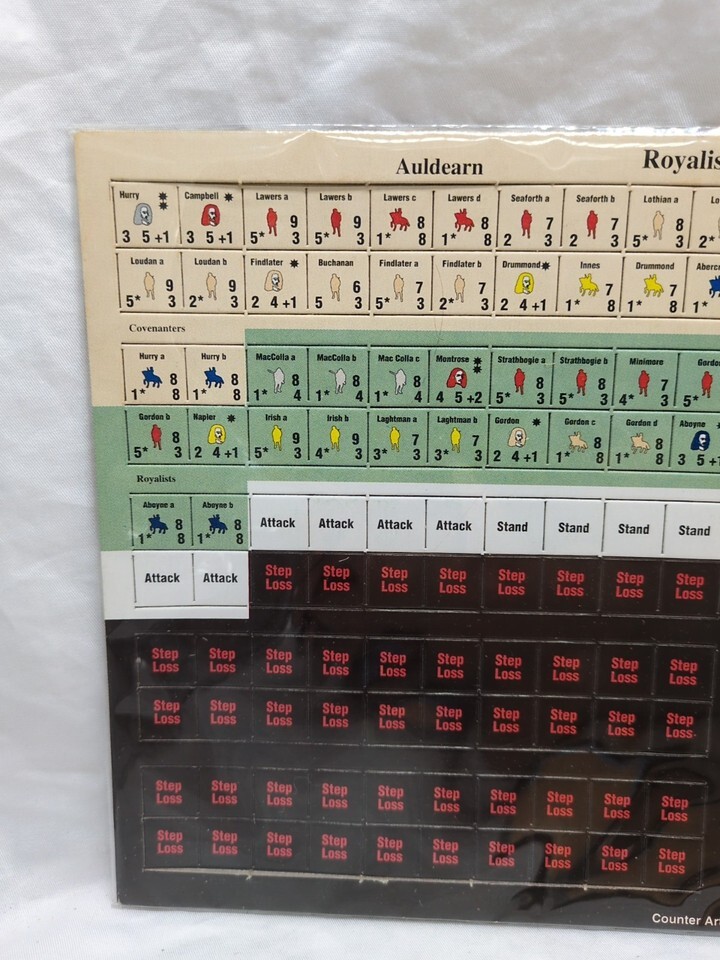 Auldearn Royalis
Hurry Campbell Lawers a Lawers b Lawers c Lawers d Seaforth a Seaforth b Lothian a Lo
3 5 +1 3 5 +1 5* 9 3 5* 9 3 1* 8 8 1* 8 8 2 7 3 2 7 3 5* 8 3 2*
Loudan a Loudan b Findlater Buchanan Findlater a Findlater b Drummond Innes Drummond Aberc
5* 9 3 2* 9 3 2 4 +1 5 6 3 5* 7 3 2* 7 3 2 4 +1 1* 7 8 1* 7 8 1*
Covenanters
Hurry a Hurry b MacColla a MacColla b Mac Colla c Montrose Strathbogie a Strathbogie b Minimore Gordo
1* 8 8 1* 8 8 1* 8 4 1* 8 4 1* 8 4 4 5 +2 5* 8 3 5* 8 3 4* 7 3 5*
Gordon b Napier Irish a Irish b Laghtman a Laghtman b Gordon Gordon c Gordon d Aboyne
5* 8 3 2 4 +1 5* 9 3 4* 9 3 3* 7 3 3* 7 3 2 4 +1 1* 8 8 1* 8 8 3 5 +1
Royalists
Aboyne a Aboyne b Attack Attack Attack Attack Stand Stand Stand Stand
1* 8 8 1* 8 8
Attack Attack Step Loss Step Loss Step Loss Step Loss Step Loss Step Loss Step Loss Step Loss
Step Loss Step Loss Step Loss Step Loss Step Loss Step Loss Step Loss Step Loss Step Loss Step Loss
Step Loss Step Loss Step Loss Step Loss Step Loss Step Loss Step Loss Step Loss Step Loss Step Loss
Step Loss Step Loss Step Loss Step Loss Step Loss Step Loss Step Loss Step Loss Step Loss Step Loss
Step Loss Step Loss Step Loss Step Loss Step Loss Step Loss Step Loss Step Loss Step Loss Step Loss
Counter Ar